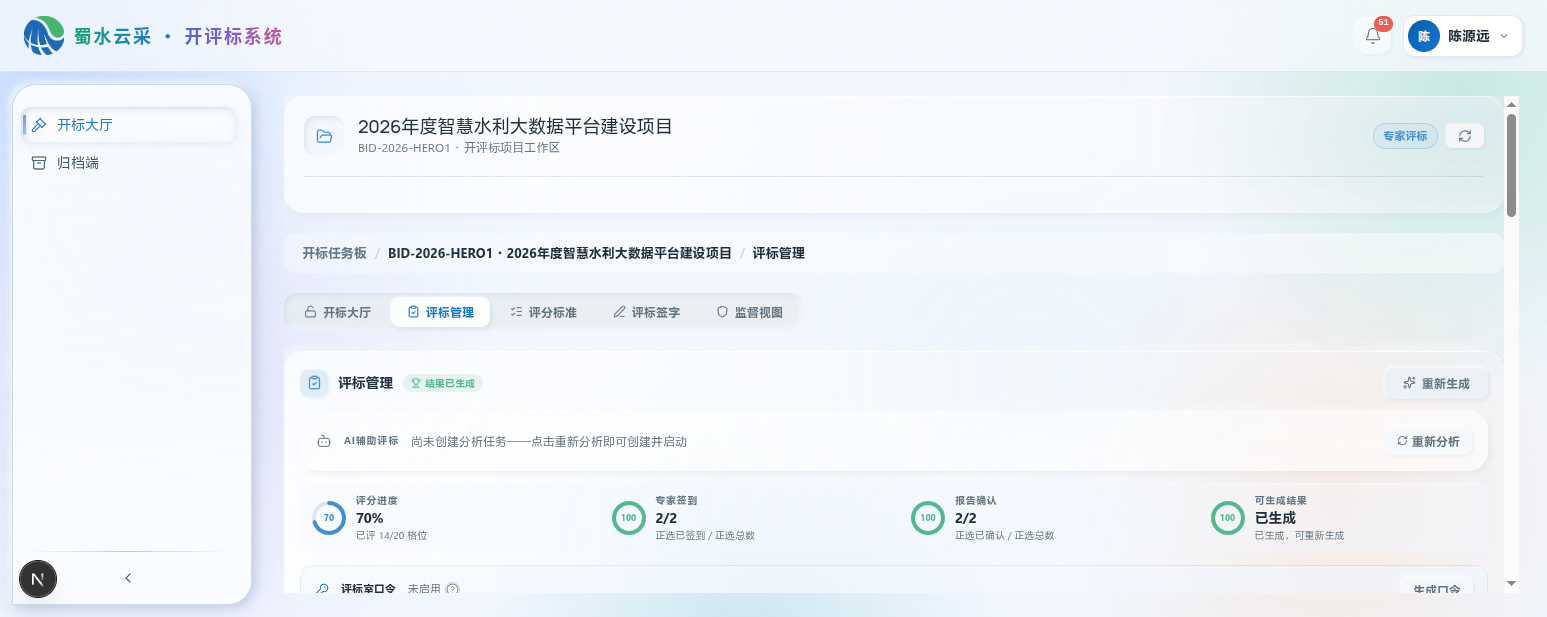 蜀水云采 · 开评标系统
51
陈 陈源远
开标大厅
归档端
2026年度智慧水利大数据平台建设项目
BID-2026-HERO1 · 开评标项目工作区
专家评标
开标任务板 / BID-2026-HERO1 · 2026年度智慧水利大数据平台建设项目 / 评标管理
开标大厅 评标管理 评分标准 评标签字 监督视图
评标管理 结果已生成
重新生成
AI辅助评标 尚未创建分析任务——点击重新分析即可创建并启动
重新分析
70
评分进度
70%
已评 14/20 格位
100
专家签到
2/2
正选已签到 / 正选总数
100
报告确认
2/2
正选已确认 / 正选总数
100
可生成结果
已生成
已生成，可重新生成
评标室口令 未启用
生成口令
N